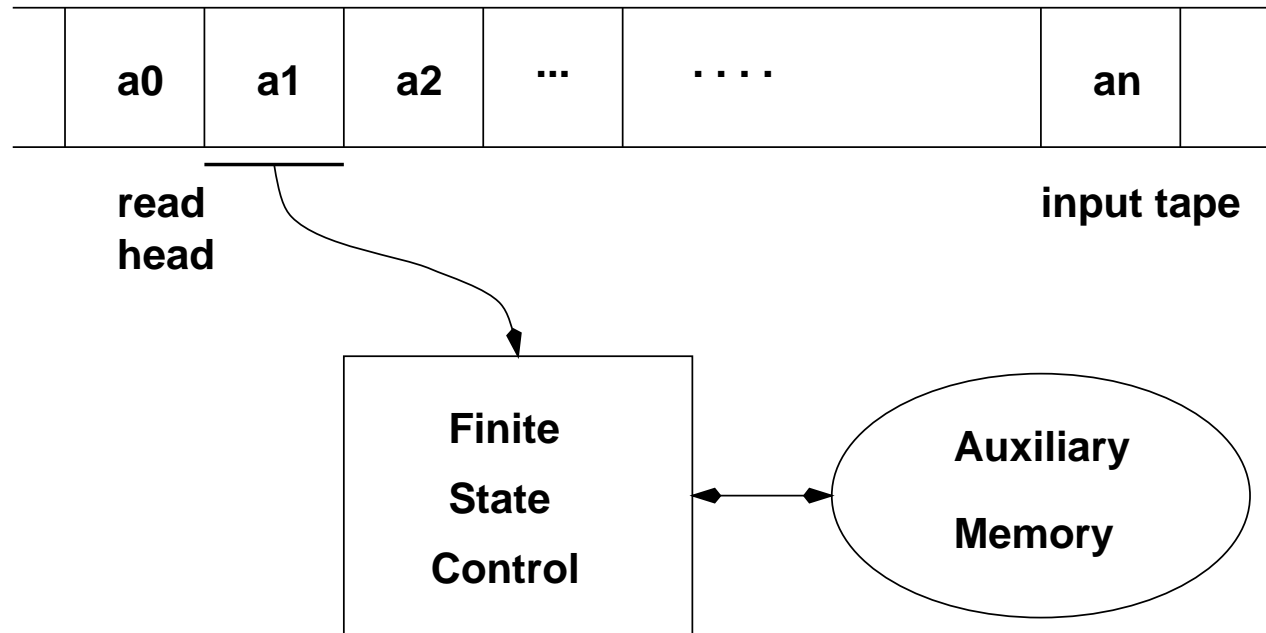 a0 a1 a2 ... . . . . an
read
head
input tape
Finite
State
Control
Auxiliary
Memory